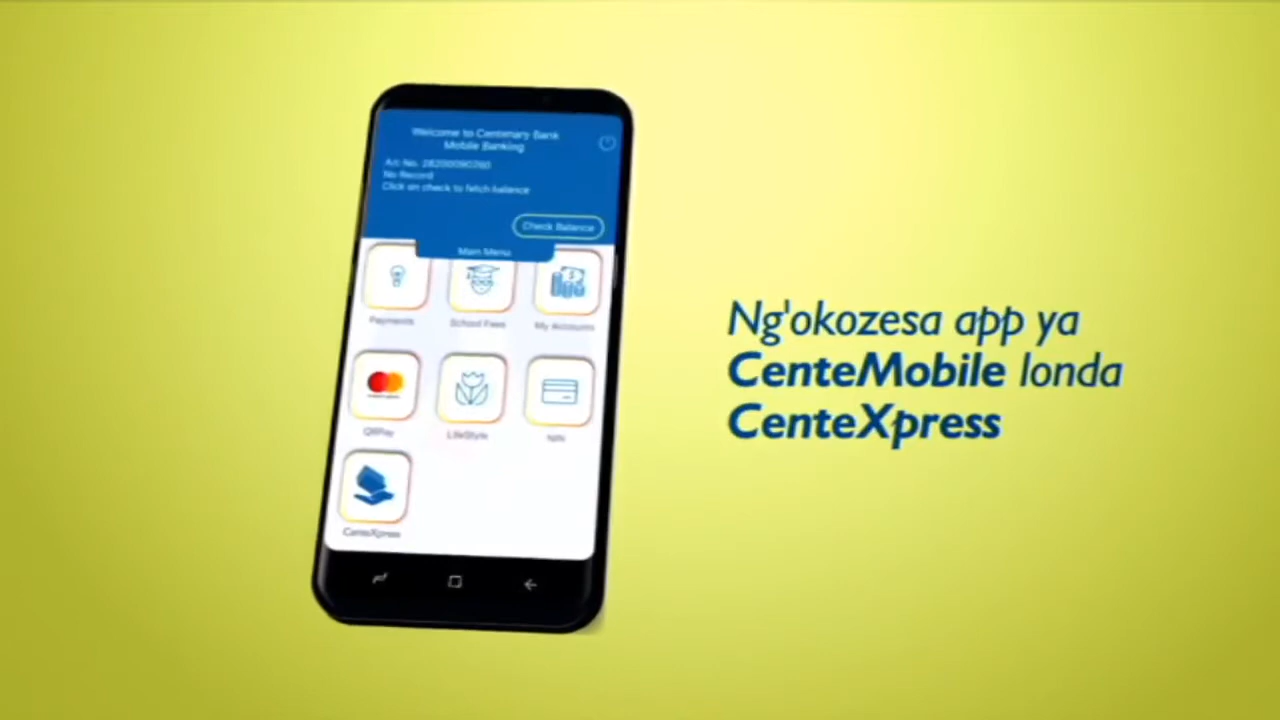 Welcome to Centenary Bank
Mobile Banking
No Record
Click on check to fetch balance
Check Balance
Main Menu
Payments
School Fees
My Accounts
QRPay
LifeStyle
CenteXpress
Ng'okozesa app ya
CenteMobile londa
CenteXpress